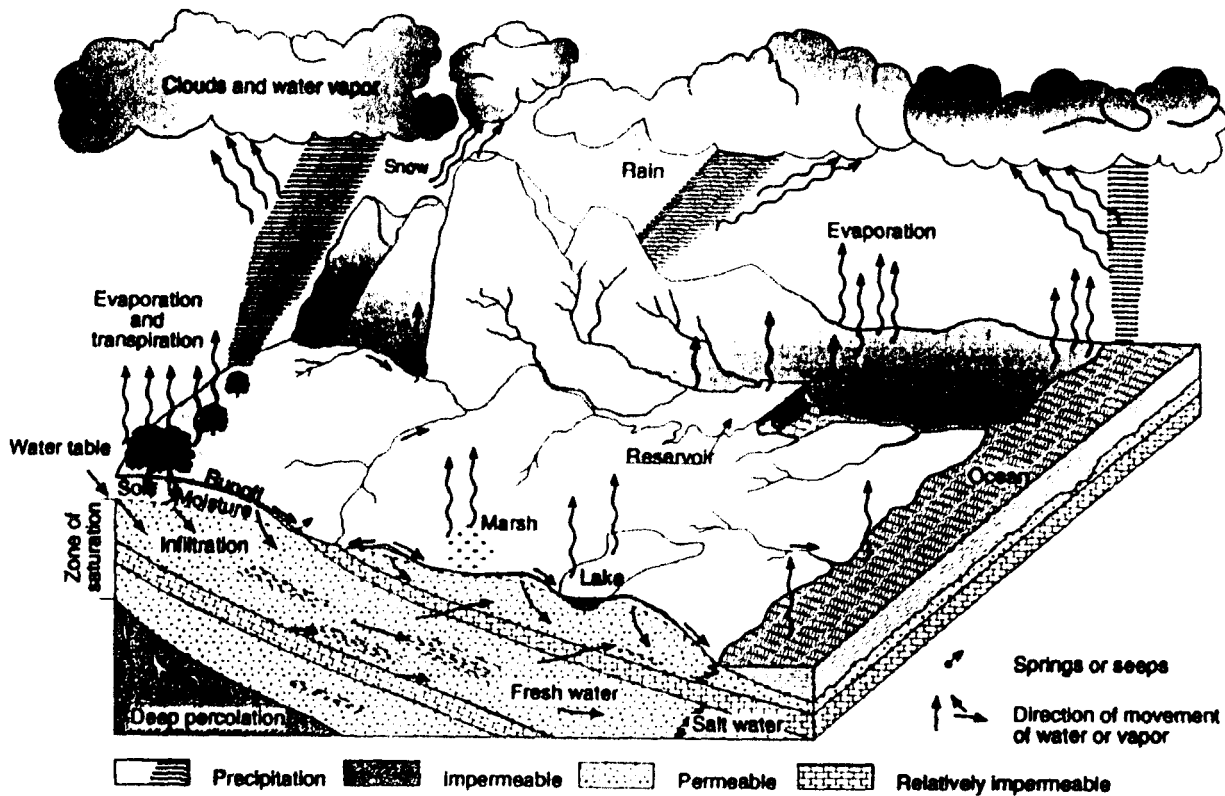 Clouds and water vapor
Snow
Rain
Evaporation
Evaporation
and
transpiration
Water table
Soil
Moisture
Runoff
Infiltration
Zone of
saturation
Marsh
Lake
Reservoir
Ocean
Fresh water
Salt water
Deep percolation
Springs or seeps
Direction of movement
of water or vapor
Precipitation
Impermeable
Permeable
Relatively impermeable